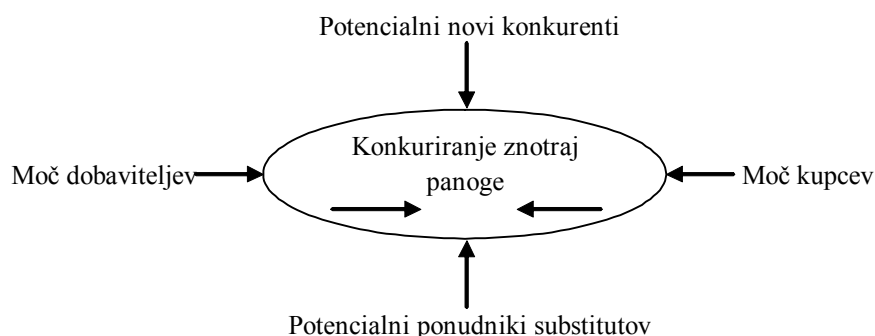 Potencialni novi konkurenti
Konkuriranje znotraj
panoge
Moč dobaviteljev
Moč kupcev
Potencialni ponudniki substitutov